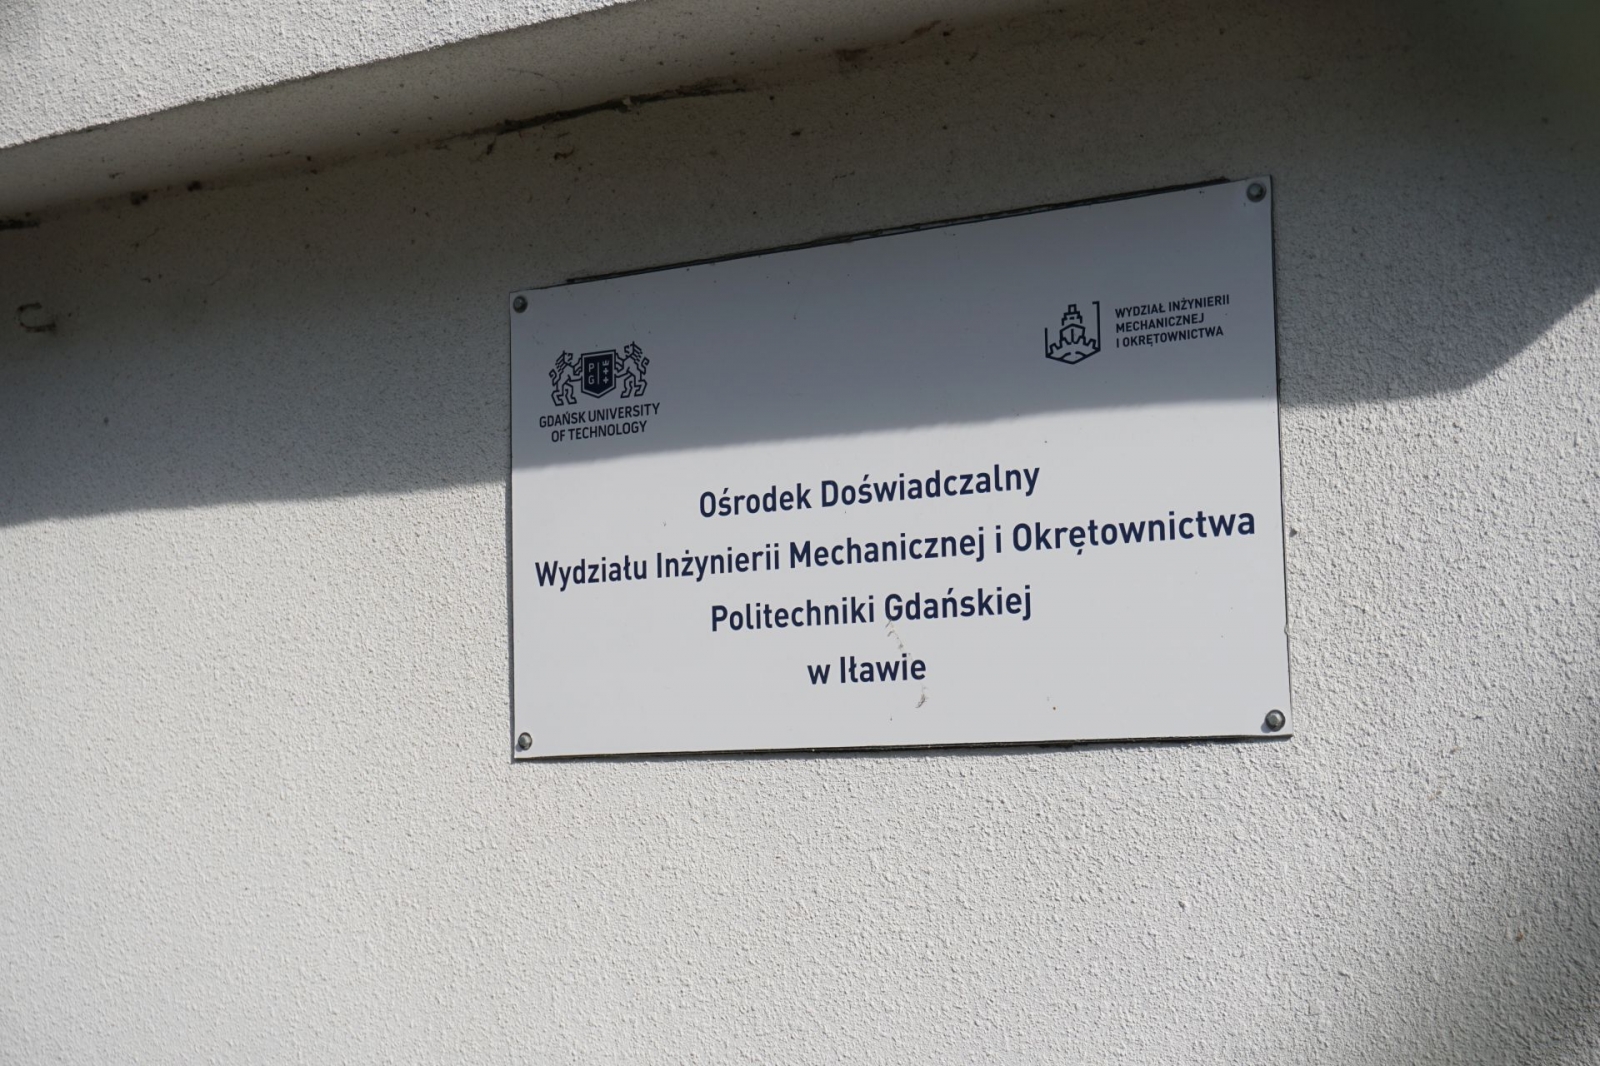 P
G
GDAŃSK UNIVERSITY
OF TECHNOLOGY
WYDZIAŁ INŻYNIERII
MECHANICZNEJ
I OKRĘTOWNICTWA
Ośrodek Doświadczalny
Wydziału Inżynierii Mechanicznej i Okrętownictwa
Politechniki Gdańskiej
w Iławie